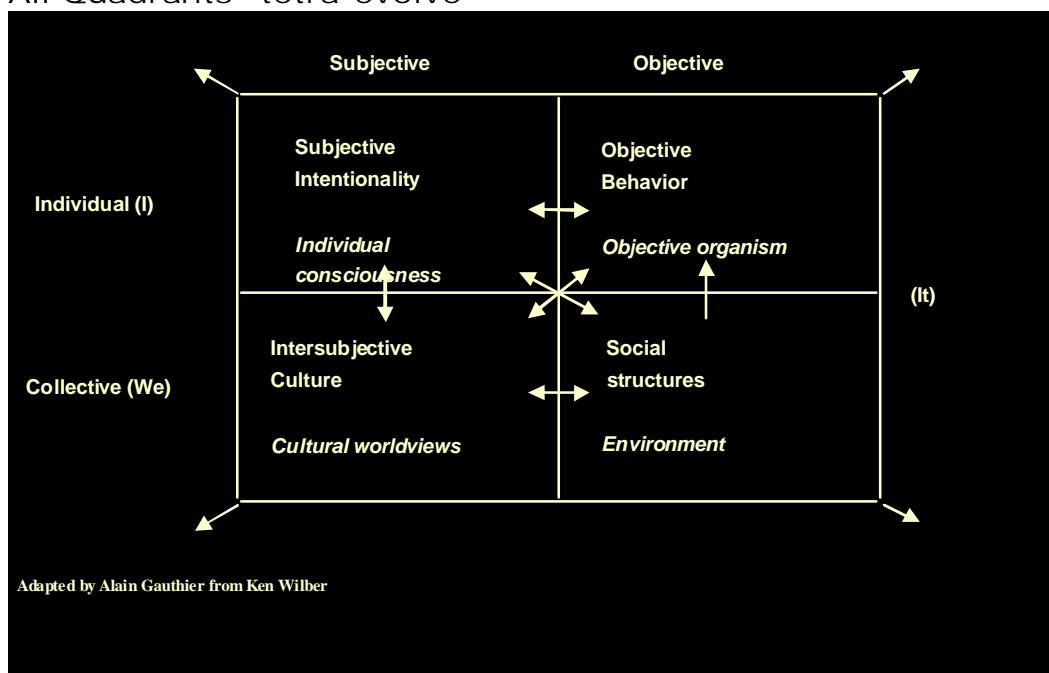 All Quadrants "tetra-evolve"
Subjective Objective
Subjective
Intentionality
Objective
Behavior
Individual (I)
Individual
consciousness
Objective organism
(It)
Intersubjective
Culture
Social
structures
Collective (We)
Cultural worldviews
Environment
Adapted by Alain Gauthier from Ken Wilber